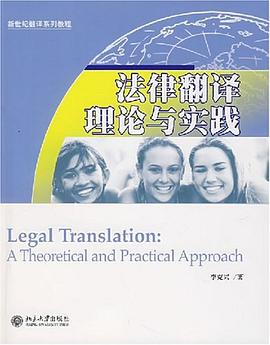 新世纪翻译系列教程
法律翻译
理论与实践
Legal Translation:
A Theoretical and Practical Approach
李克兴 / 著
北京大学出版社